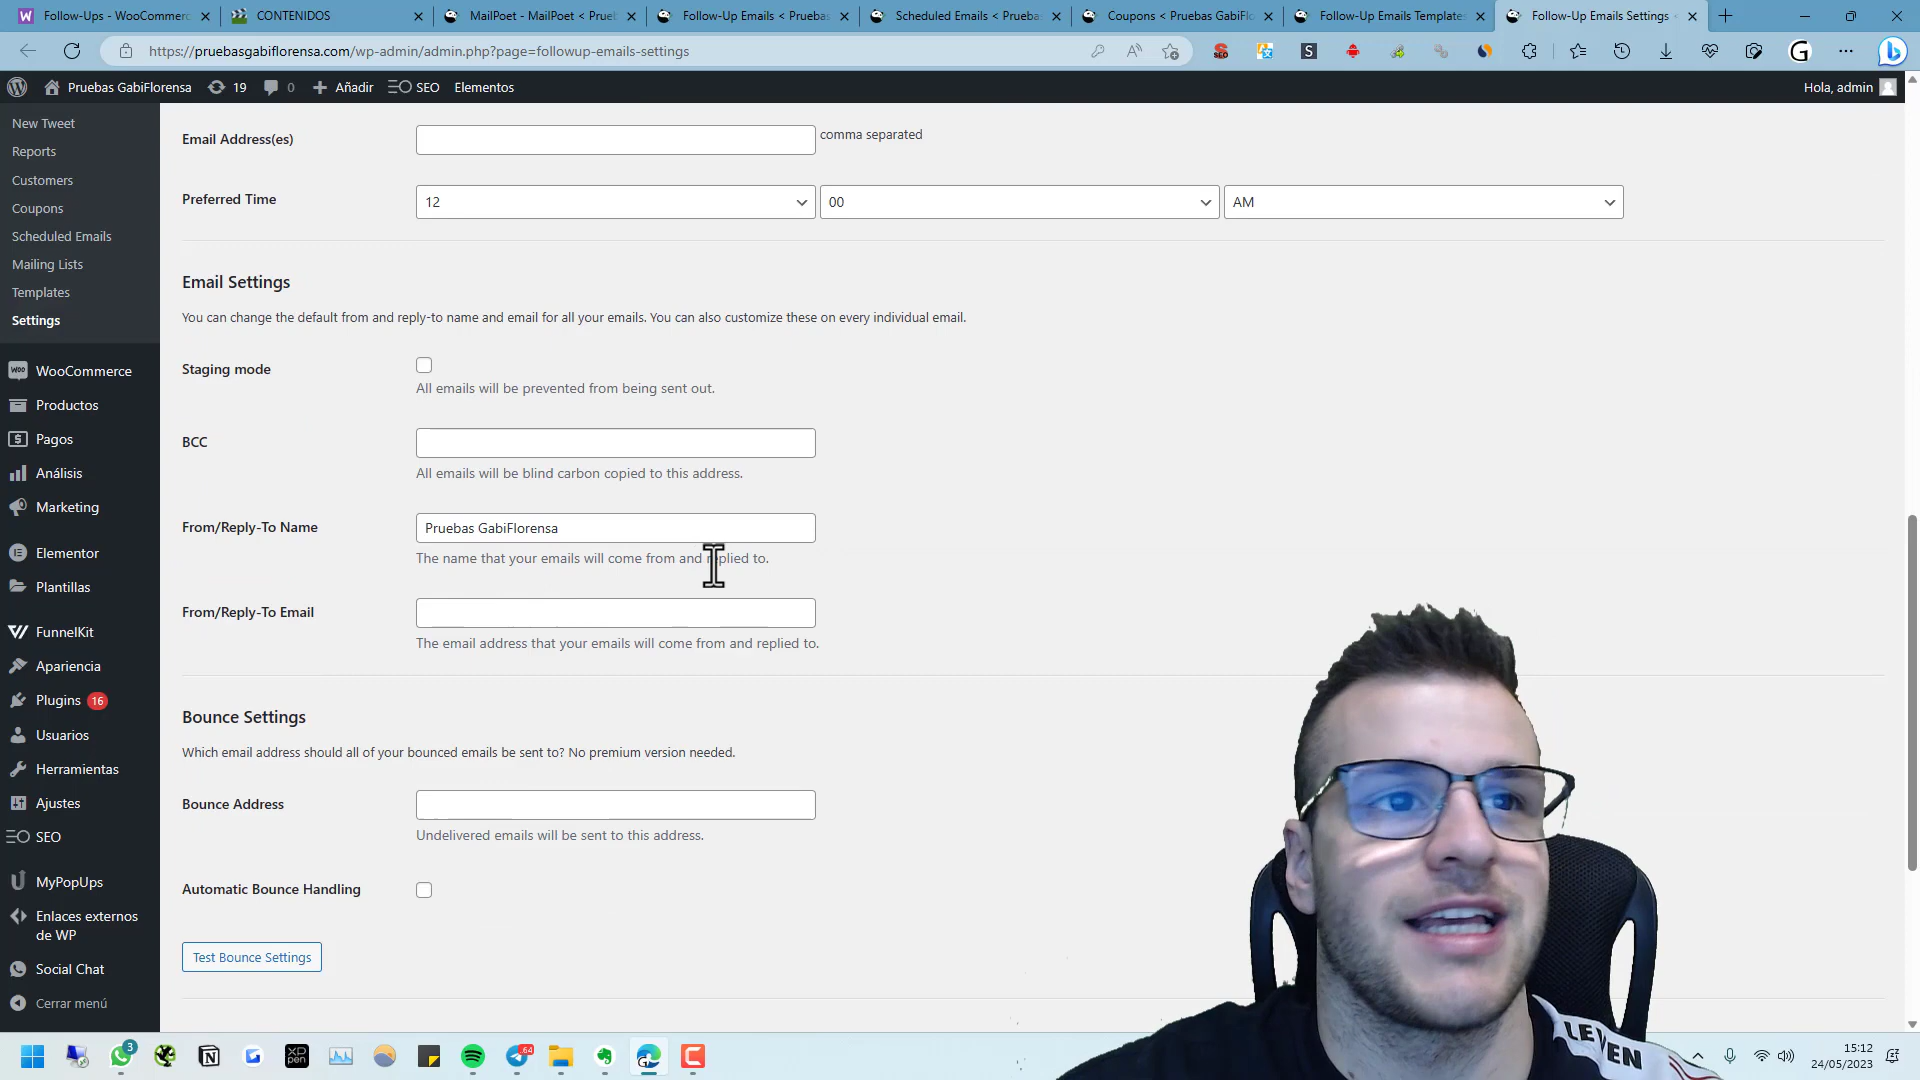 Follow-Ups - WooCommerc
CONTENIDOS
MailPoet - MailPoet < Prueb
Follow-Up Emails < Pruebas
Scheduled Emails < Prueba
Coupons < Pruebas GabiFlo
Follow-Up Emails Templates
Follow-Up Emails Settings
https://pruebasgabiflorensa.com/wp-admin/admin.php?page=followup-emails-settings
Pruebas GabiFlorensa
19
0
Añadir
SEO
Elementos
Hola, admin
New Tweet
Reports
Customers
Coupons
Scheduled Emails
Mailing Lists
Templates
Settings
WooCommerce
Productos
Pagos
Análisis
Marketing
Elementor
Plantillas
FunnelKit
Apariencia
Plugins 16
Usuarios
Herramientas
Ajustes
SEO
MyPopUps
Enlaces externos
de WP
Social Chat
Cerrar menú
Email Address(es)
comma separated
Preferred Time
12
00
AM
Email Settings
You can change the default from and reply-to name and email for all your emails. You can also customize these on every individual email.
Staging mode
All emails will be prevented from being sent out.
BCC
All emails will be blind carbon copied to this address.
From/Reply-To Name
Pruebas GabiFlorensa
The name that your emails will come from and replied to.
From/Reply-To Email
The email address that your emails will come from and replied to.
Bounce Settings
Which email address should all of your bounced emails be sent to? No premium version needed.
Bounce Address
Undelivered emails will be sent to this address.
Automatic Bounce Handling
Test Bounce Settings
3
XP
PEN
64
15:12
24/05/2023